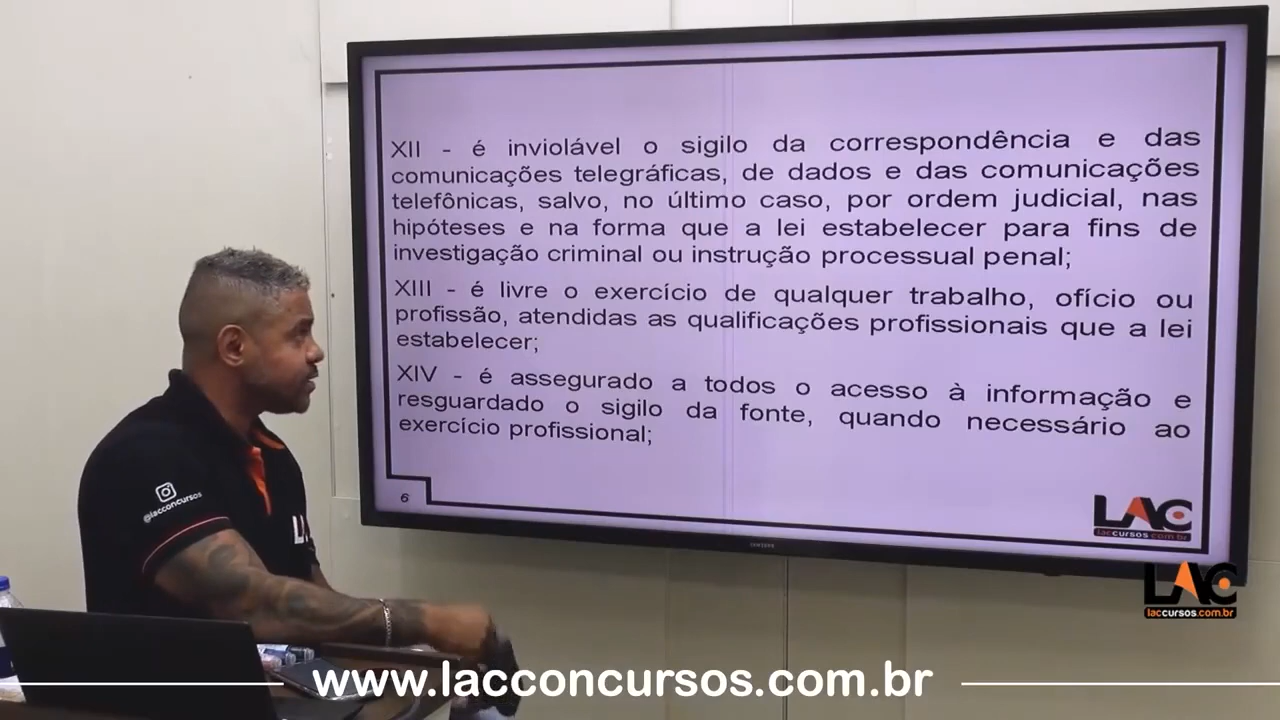 XII - é inviolável o sigilo da correspondência e das
comunicações telegráficas, de dados e das comunicações
telefônicas, salvo, no último caso, por ordem judicial, nas
hipóteses e na forma que a lei estabelecer para fins de
investigação criminal ou instrução processual penal;
XIII - é livre o exercício de qualquer trabalho, ofício ou
profissão, atendidas as qualificações profissionais que a lei
estabelecer;
XIV - é assegurado a todos o acesso à informação e
resguardado o sigilo da fonte, quando necessário ao
exercício profissional;
6
LAC
laccursos.com.br
SAMSUNG
LAC
laccursos.com.br
@lacconcursos
www.lacconcursos.com.br